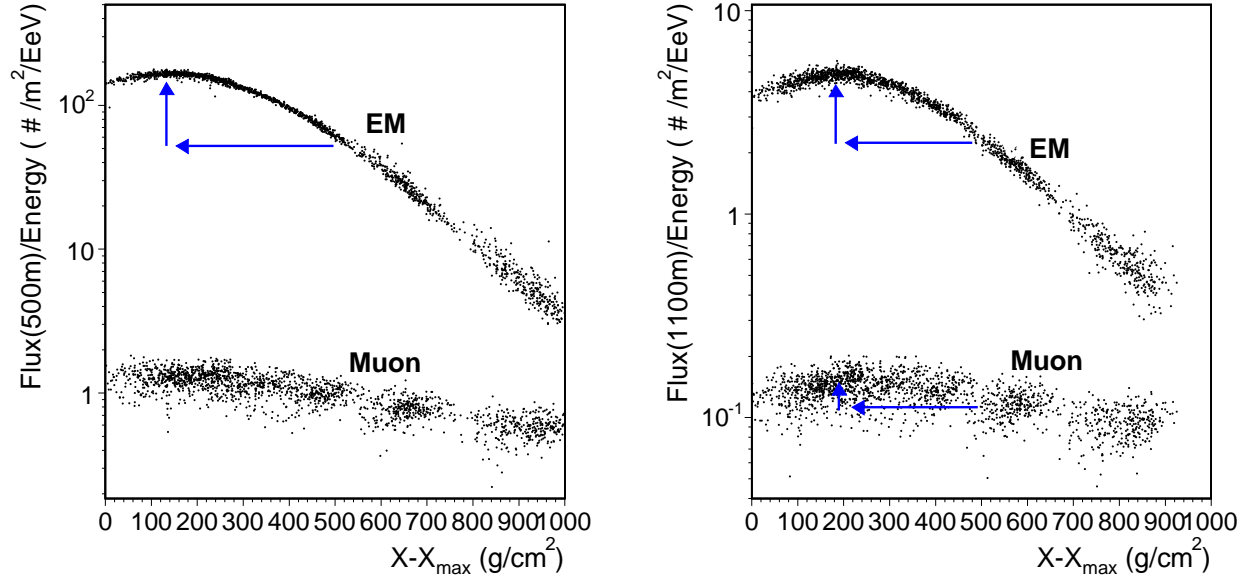 Flux(500m)/Energy ( # /m²/EeV)
10²
10
1
EM
Muon
0 100 200 300 400 500 600 700 800 900 1000
X-Xmax (g/cm²)
Flux(1100m)/Energy ( # /m²/EeV)
10
1
10⁻¹
EM
Muon
0 100 200 300 400 500 600 700 800 900 1000
X-Xmax (g/cm²)